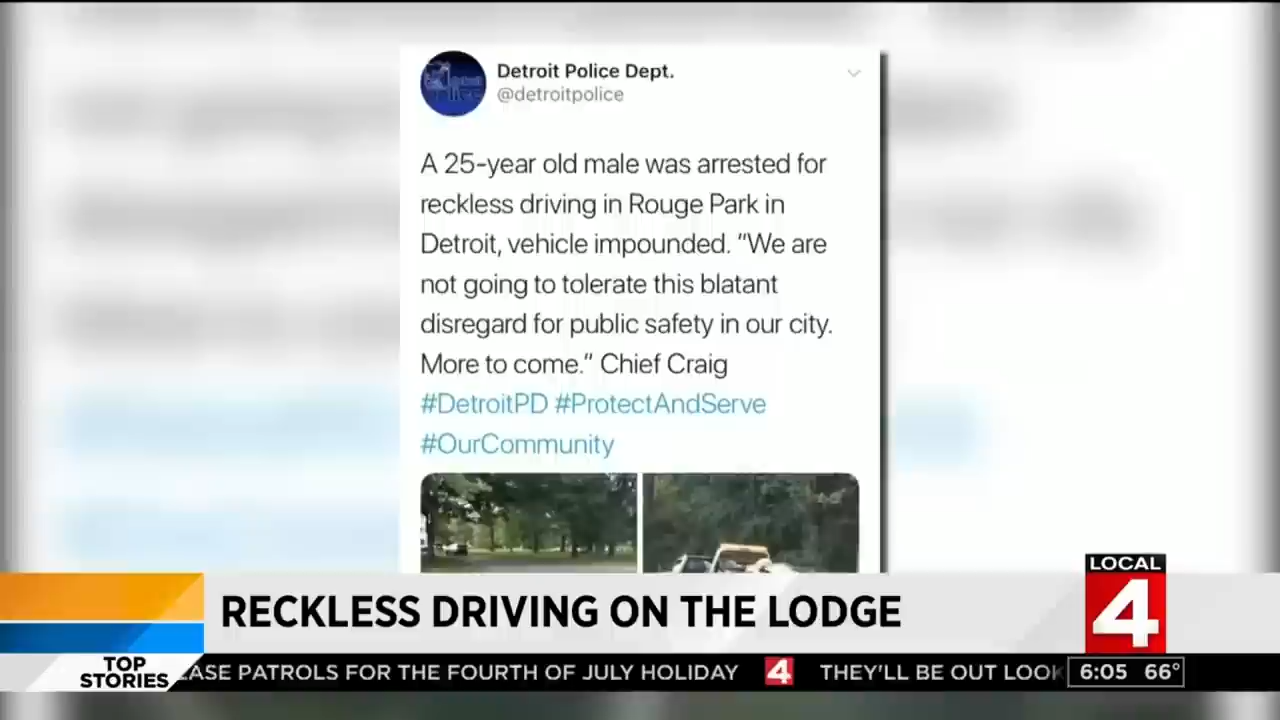 Detroit Police Dept.
@detroitpolice
A 25-year old male was arrested for
reckless driving in Rouge Park in
Detroit, vehicle impounded. "We are
not going to tolerate this blatant
disregard for public safety in our city.
More to come." Chief Craig
#DetroitPD #ProtectAndServe
#OurCommunity
RECKLESS DRIVING ON THE LODGE
LOCAL
4
TOP
STORIES
EASE PATROLS FOR THE FOURTH OF JULY HOLIDAY 4 THEY'LL BE OUT LOOK
6:05 66°